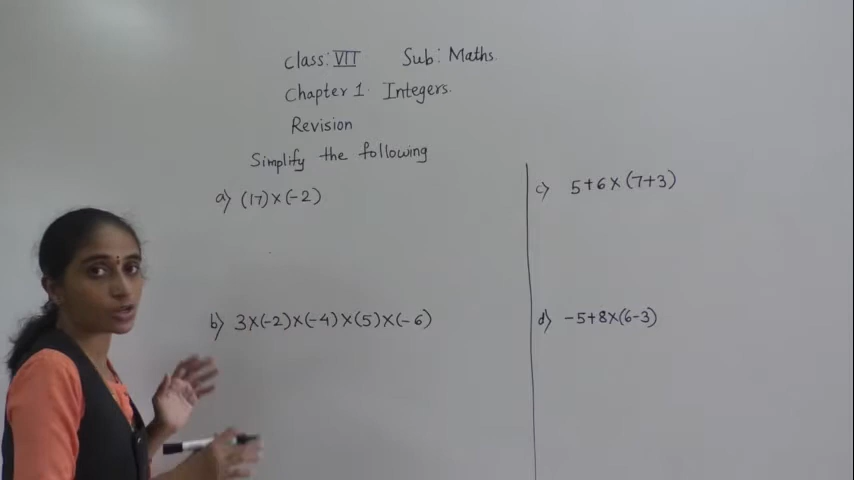 Class: VII Sub: Maths.
Chapter 1. Integers.
Revision
Simplify the following
a) (17)×(-2)
b) 3×(-2)×(-4)×(5)×(-6)
c) 5+6×(7+3)
d) -5+8×(6-3)